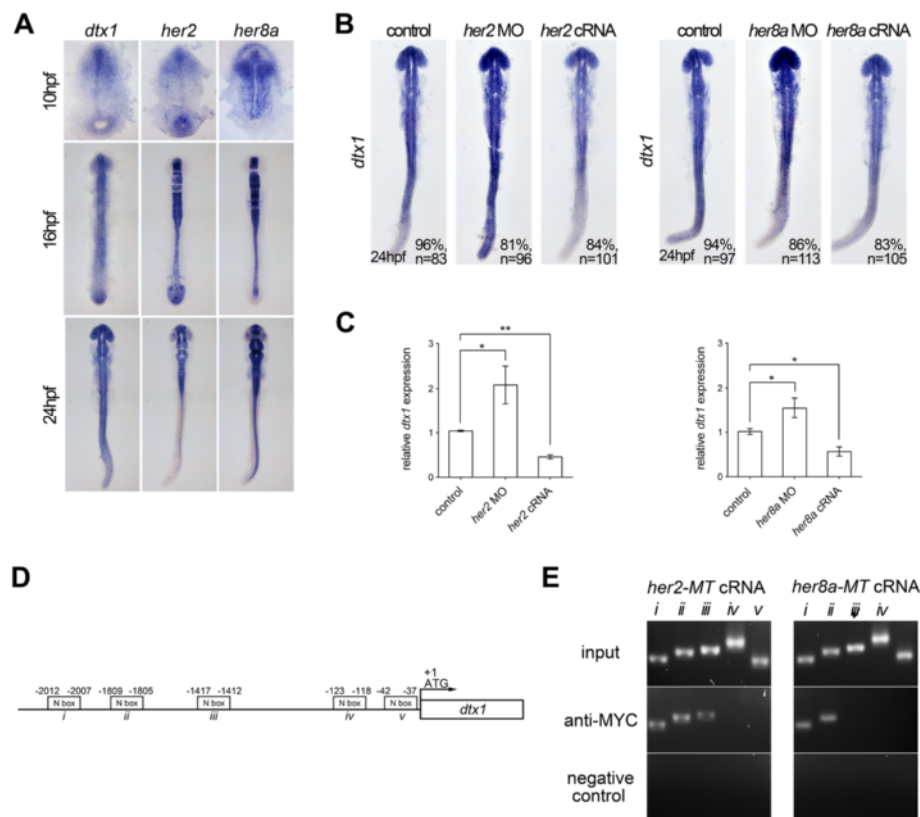 A
dtx1 her2 her8a
10hpf
16hpf
24hpf
B
control her2 MO her2 cRNA
dtx1
24hpf
96%,
n=83
81%,
n=96
84%,
n=101
control her8a MO her8a cRNA
dtx1
24hpf
94%
n=97
86%,
n=113
83%,
n=105
C
relative dtx1 expression
3
2
1
0
**
*
control
her2 MO
her2 cRNA
relative dtx1 expression
3
2
1
0
*
*
control
her8a MO
her8a cRNA
D
+1
ATG
-2012 -2007 -1809 -1805 -1417 -1412 -123 -118 -42 -37
N box N box N box N box N box
i ii iii iv v
dtx1
E
her2-MT cRNA her8a-MT cRNA
i ii iii iv v i ii iii iv
input
anti-MYC
negative
control